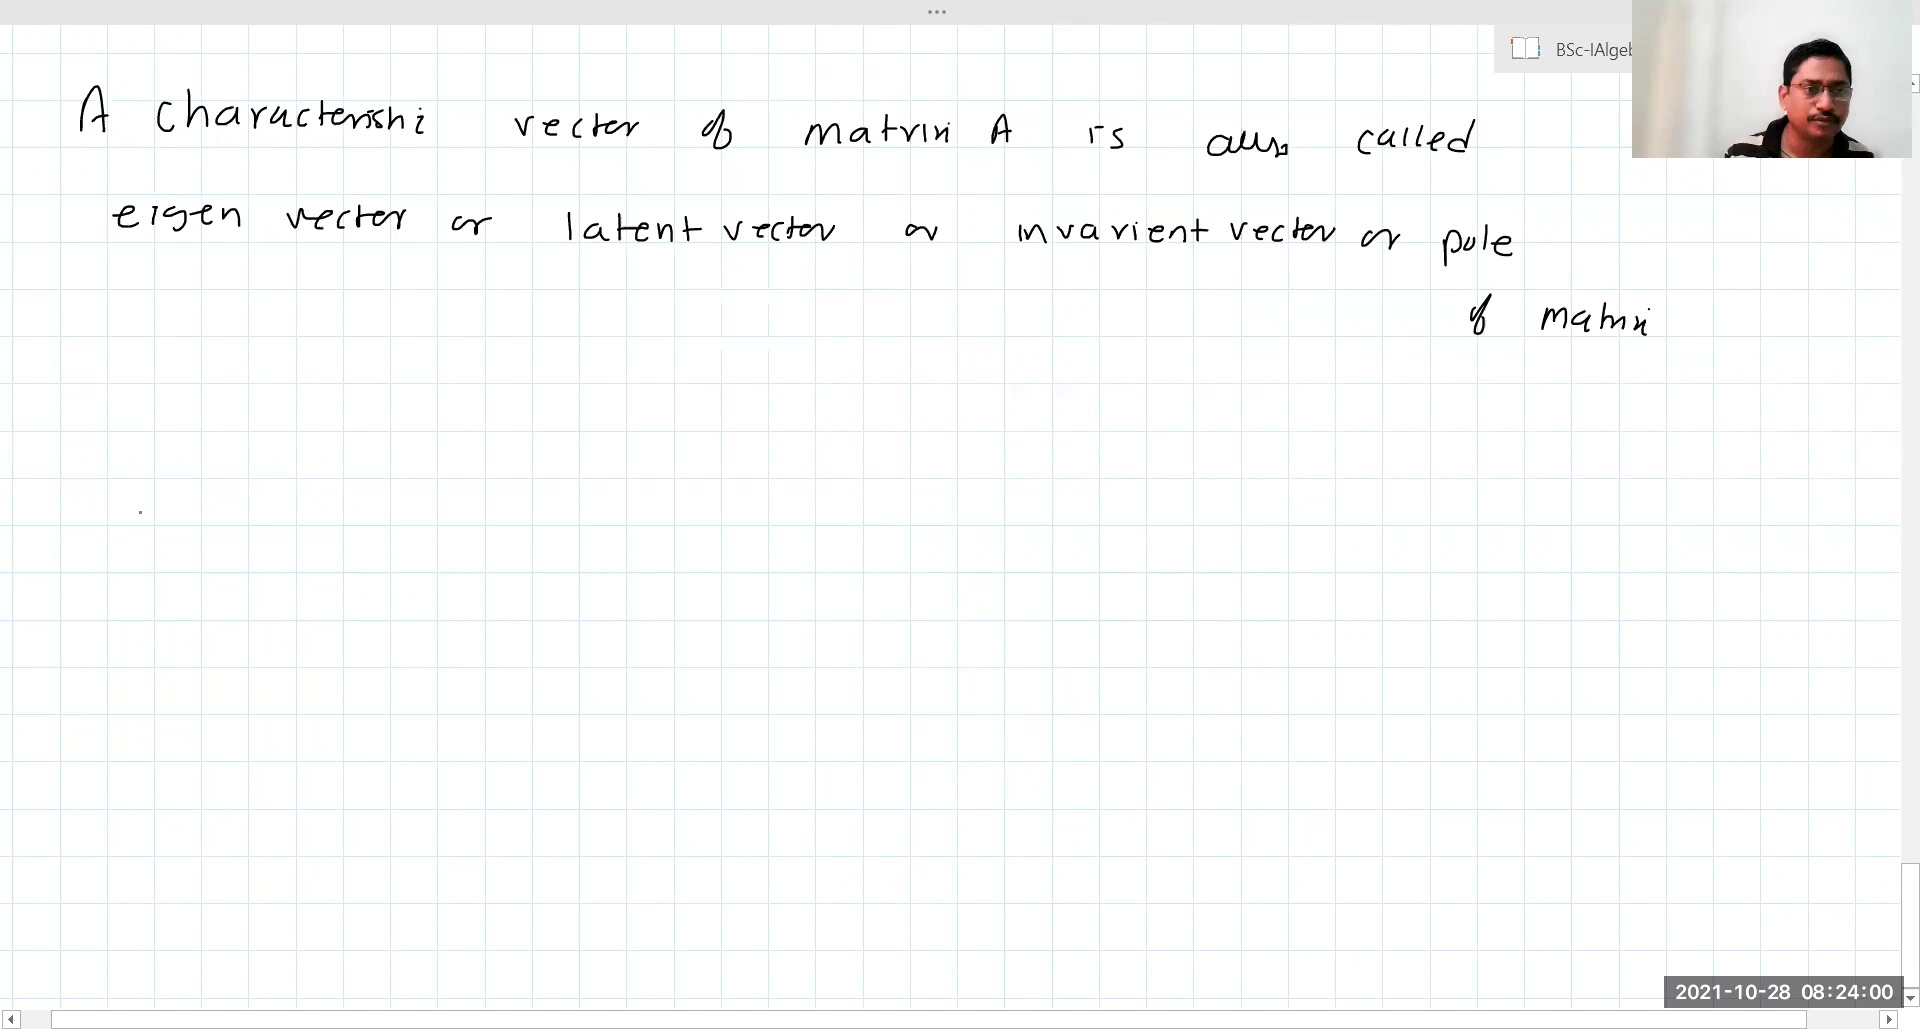 BSc-IAlgeb
A characteristic vector of matrix A is also called
eigen vector or latent vector or invarient vector or pole
of matrix
2021-10-28 08:24:00